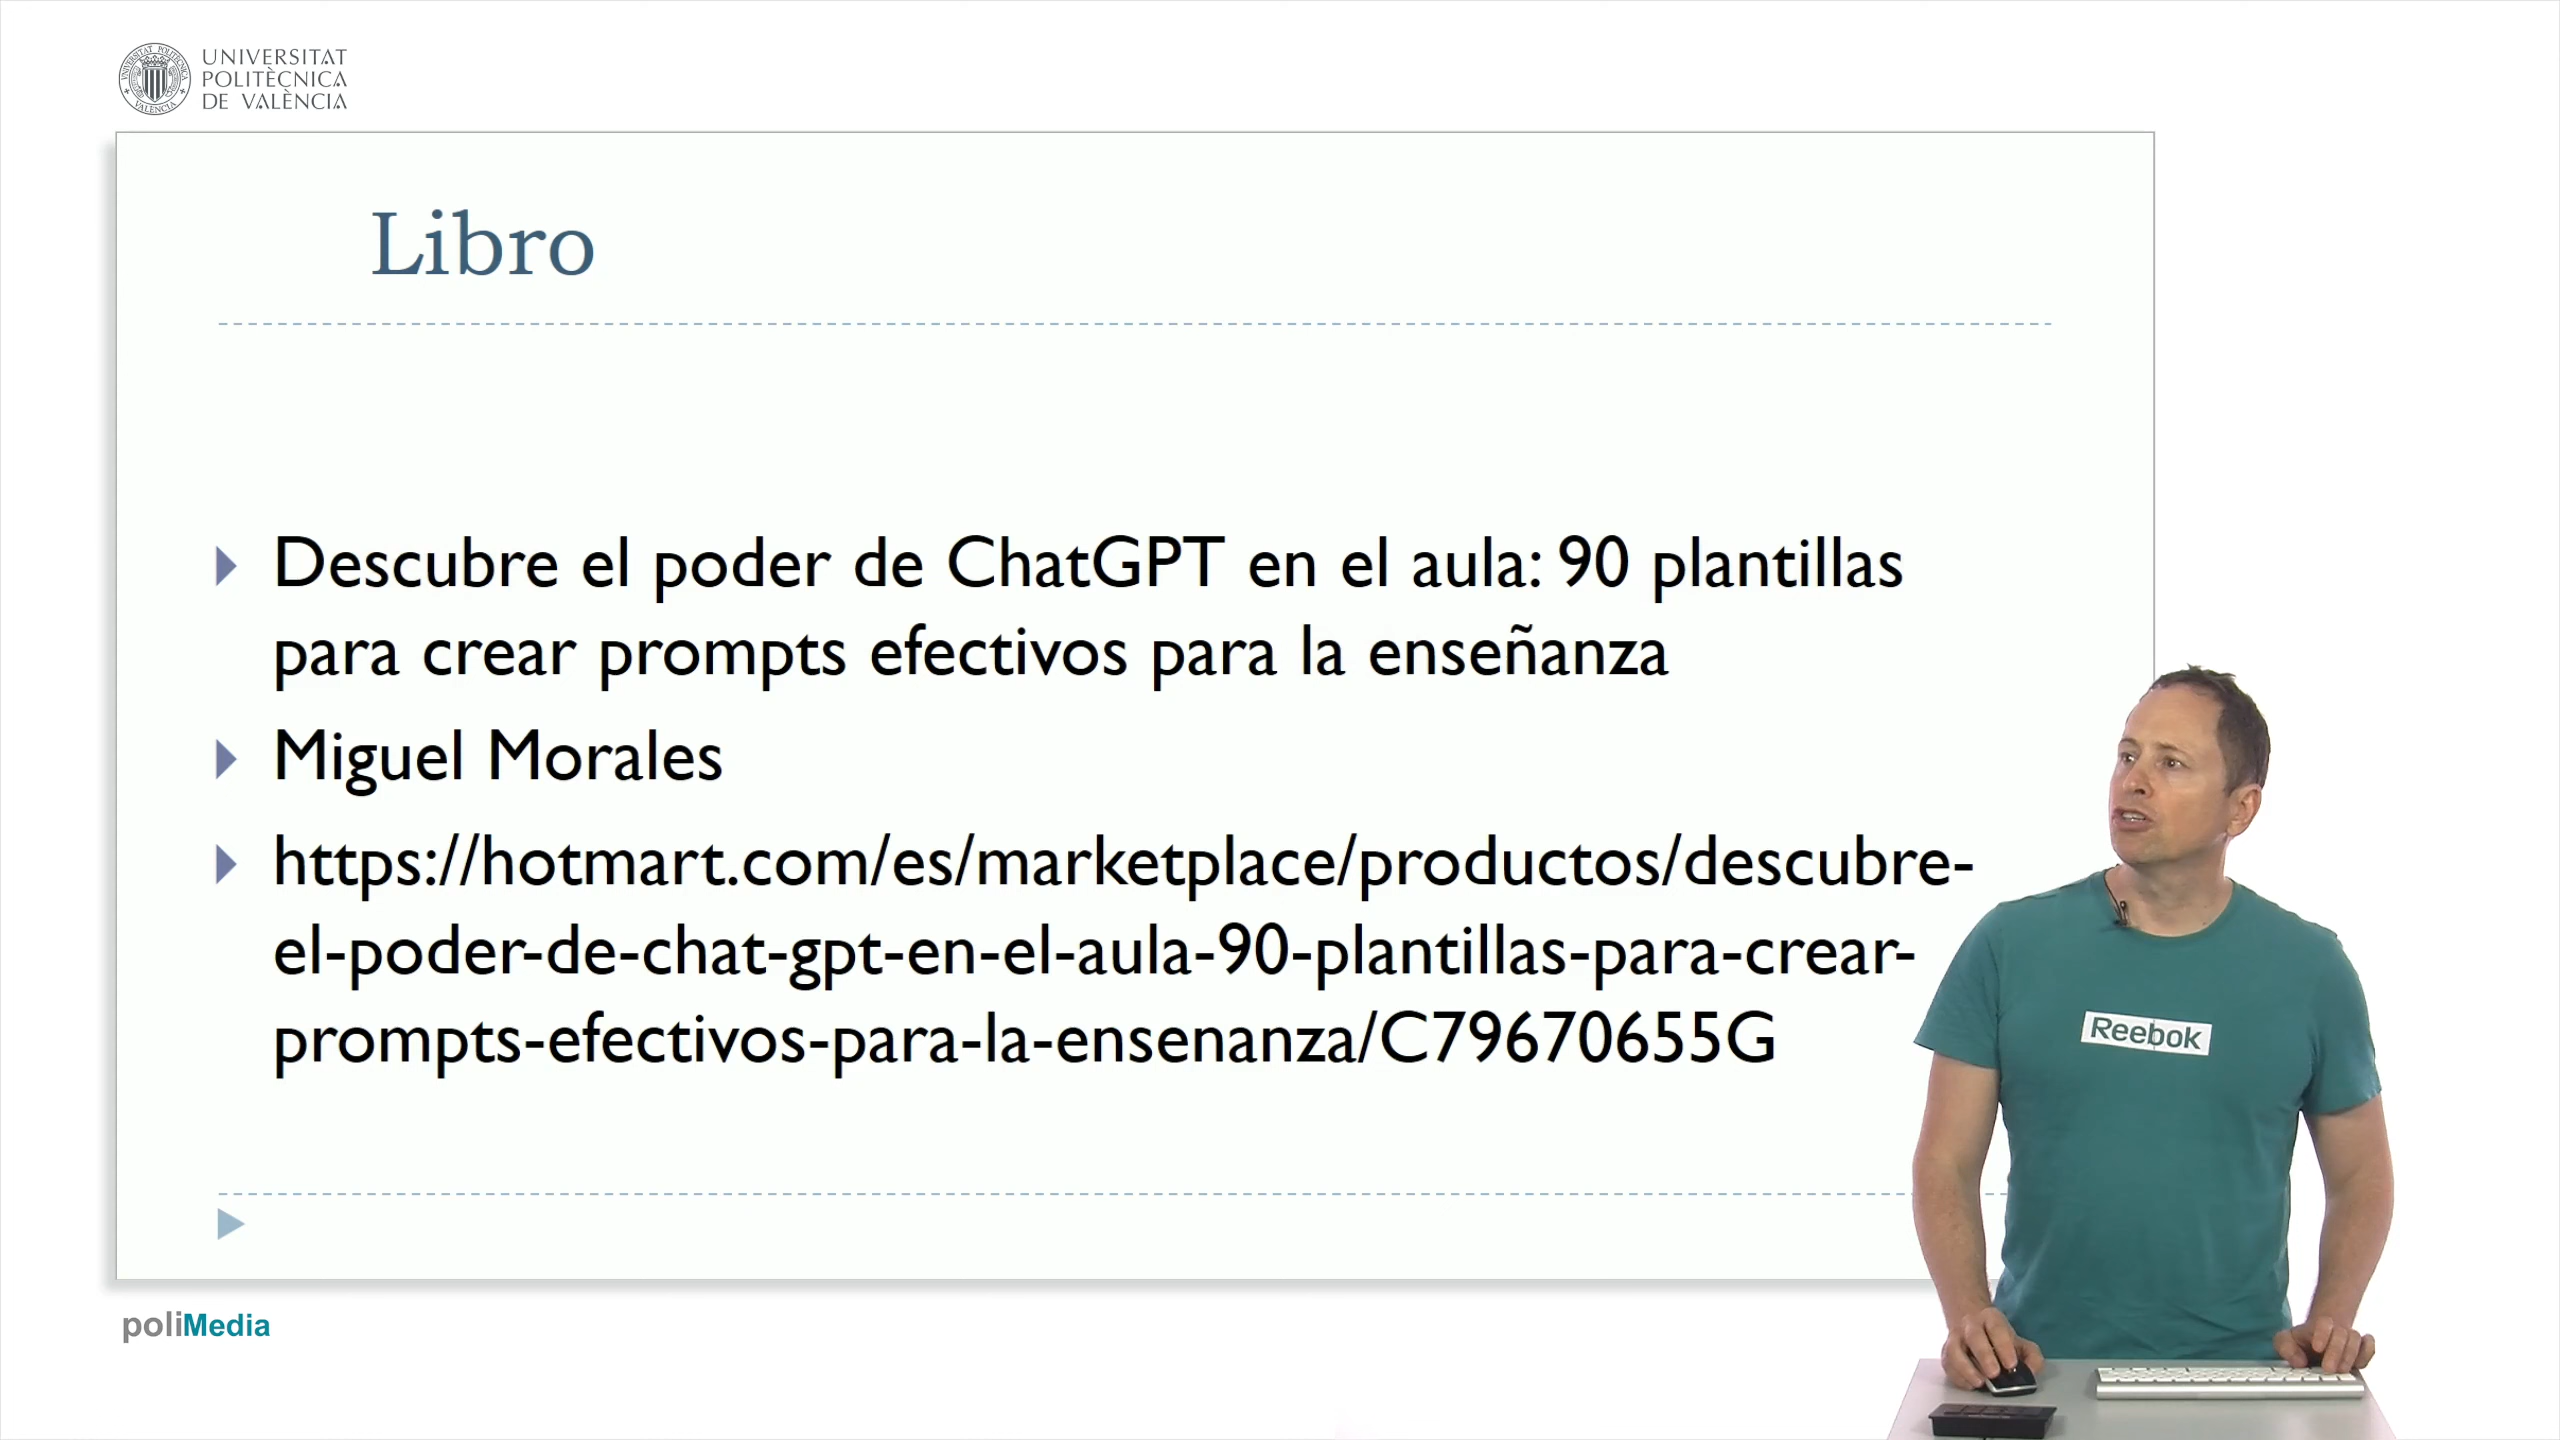 UNIVERSITAT
POLITÈCNICA
DE VALÈNCIA
Libro
Descubre el poder de ChatGPT en el aula: 90 plantillas
para crear prompts efectivos para la enseñanza
Miguel Morales
https://hotmart.com/es/marketplace/productos/descubre-
el-poder-de-chat-gpt-en-el-aula-90-plantillas-para-crear-
prompts-efectivos-para-la-ensenanza/C79670655G
Reebok
poliMedia